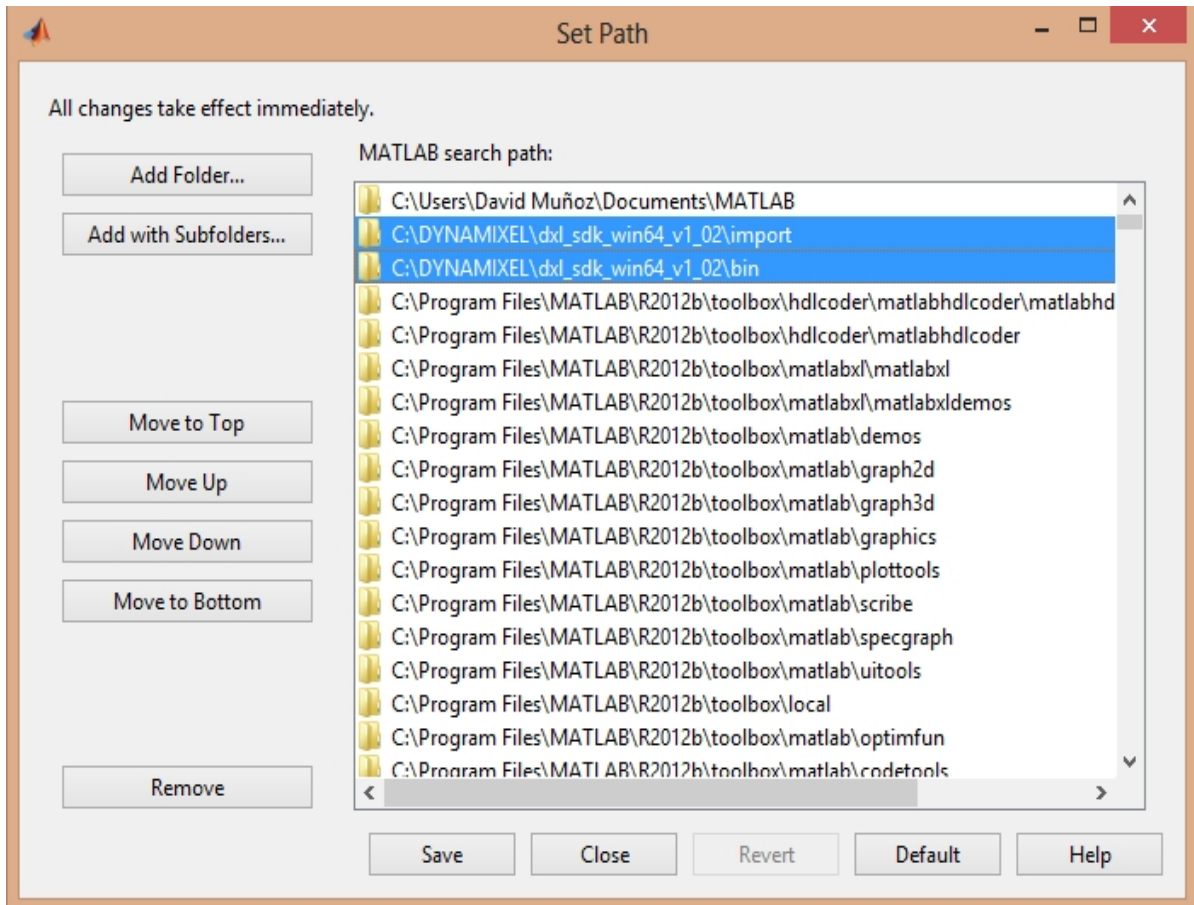 Set Path
All changes take effect immediately.
Add Folder...
Add with Subfolders...
Move to Top
Move Up
Move Down
Move to Bottom
Remove
MATLAB search path:
C:\Users\David Muñoz\Documents\MATLAB
C:\DYNAMIXEL\dxl_sdk_win64_v1_02\import
C:\DYNAMIXEL\dxl_sdk_win64_v1_02\bin
C:\Program Files\MATLAB\R2012b\toolbox\hdlcoder\matlabhdlcoder\matlabhd
C:\Program Files\MATLAB\R2012b\toolbox\hdlcoder\matlabhdlcoder
C:\Program Files\MATLAB\R2012b\toolbox\matlabxl\matlabxl
C:\Program Files\MATLAB\R2012b\toolbox\matlabxl\matlabxldemos
C:\Program Files\MATLAB\R2012b\toolbox\matlab\demos
C:\Program Files\MATLAB\R2012b\toolbox\matlab\graph2d
C:\Program Files\MATLAB\R2012b\toolbox\matlab\graph3d
C:\Program Files\MATLAB\R2012b\toolbox\matlab\graphics
C:\Program Files\MATLAB\R2012b\toolbox\matlab\plottools
C:\Program Files\MATLAB\R2012b\toolbox\matlab\scribe
C:\Program Files\MATLAB\R2012b\toolbox\matlab\specgraph
C:\Program Files\MATLAB\R2012b\toolbox\matlab\uitools
C:\Program Files\MATLAB\R2012b\toolbox\local
C:\Program Files\MATLAB\R2012b\toolbox\matlab\optimfun
C:\Program Files\MATLAB\R2012b\toolbox\matlab\codetools
Save
Close
Revert
Default
Help